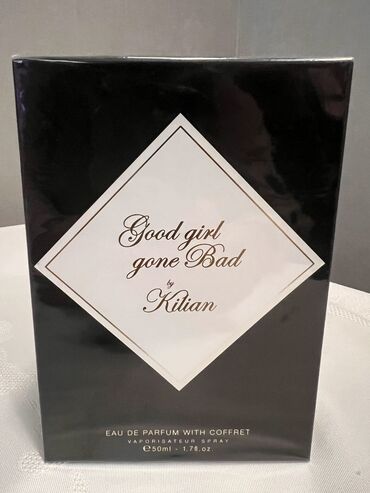 Good girl
gone Bad
by
Kilian
EAU DE PARFUM WITH COFFRET
VAPORISATEUR SPRAY
℮50ml - 1.7fl.oz